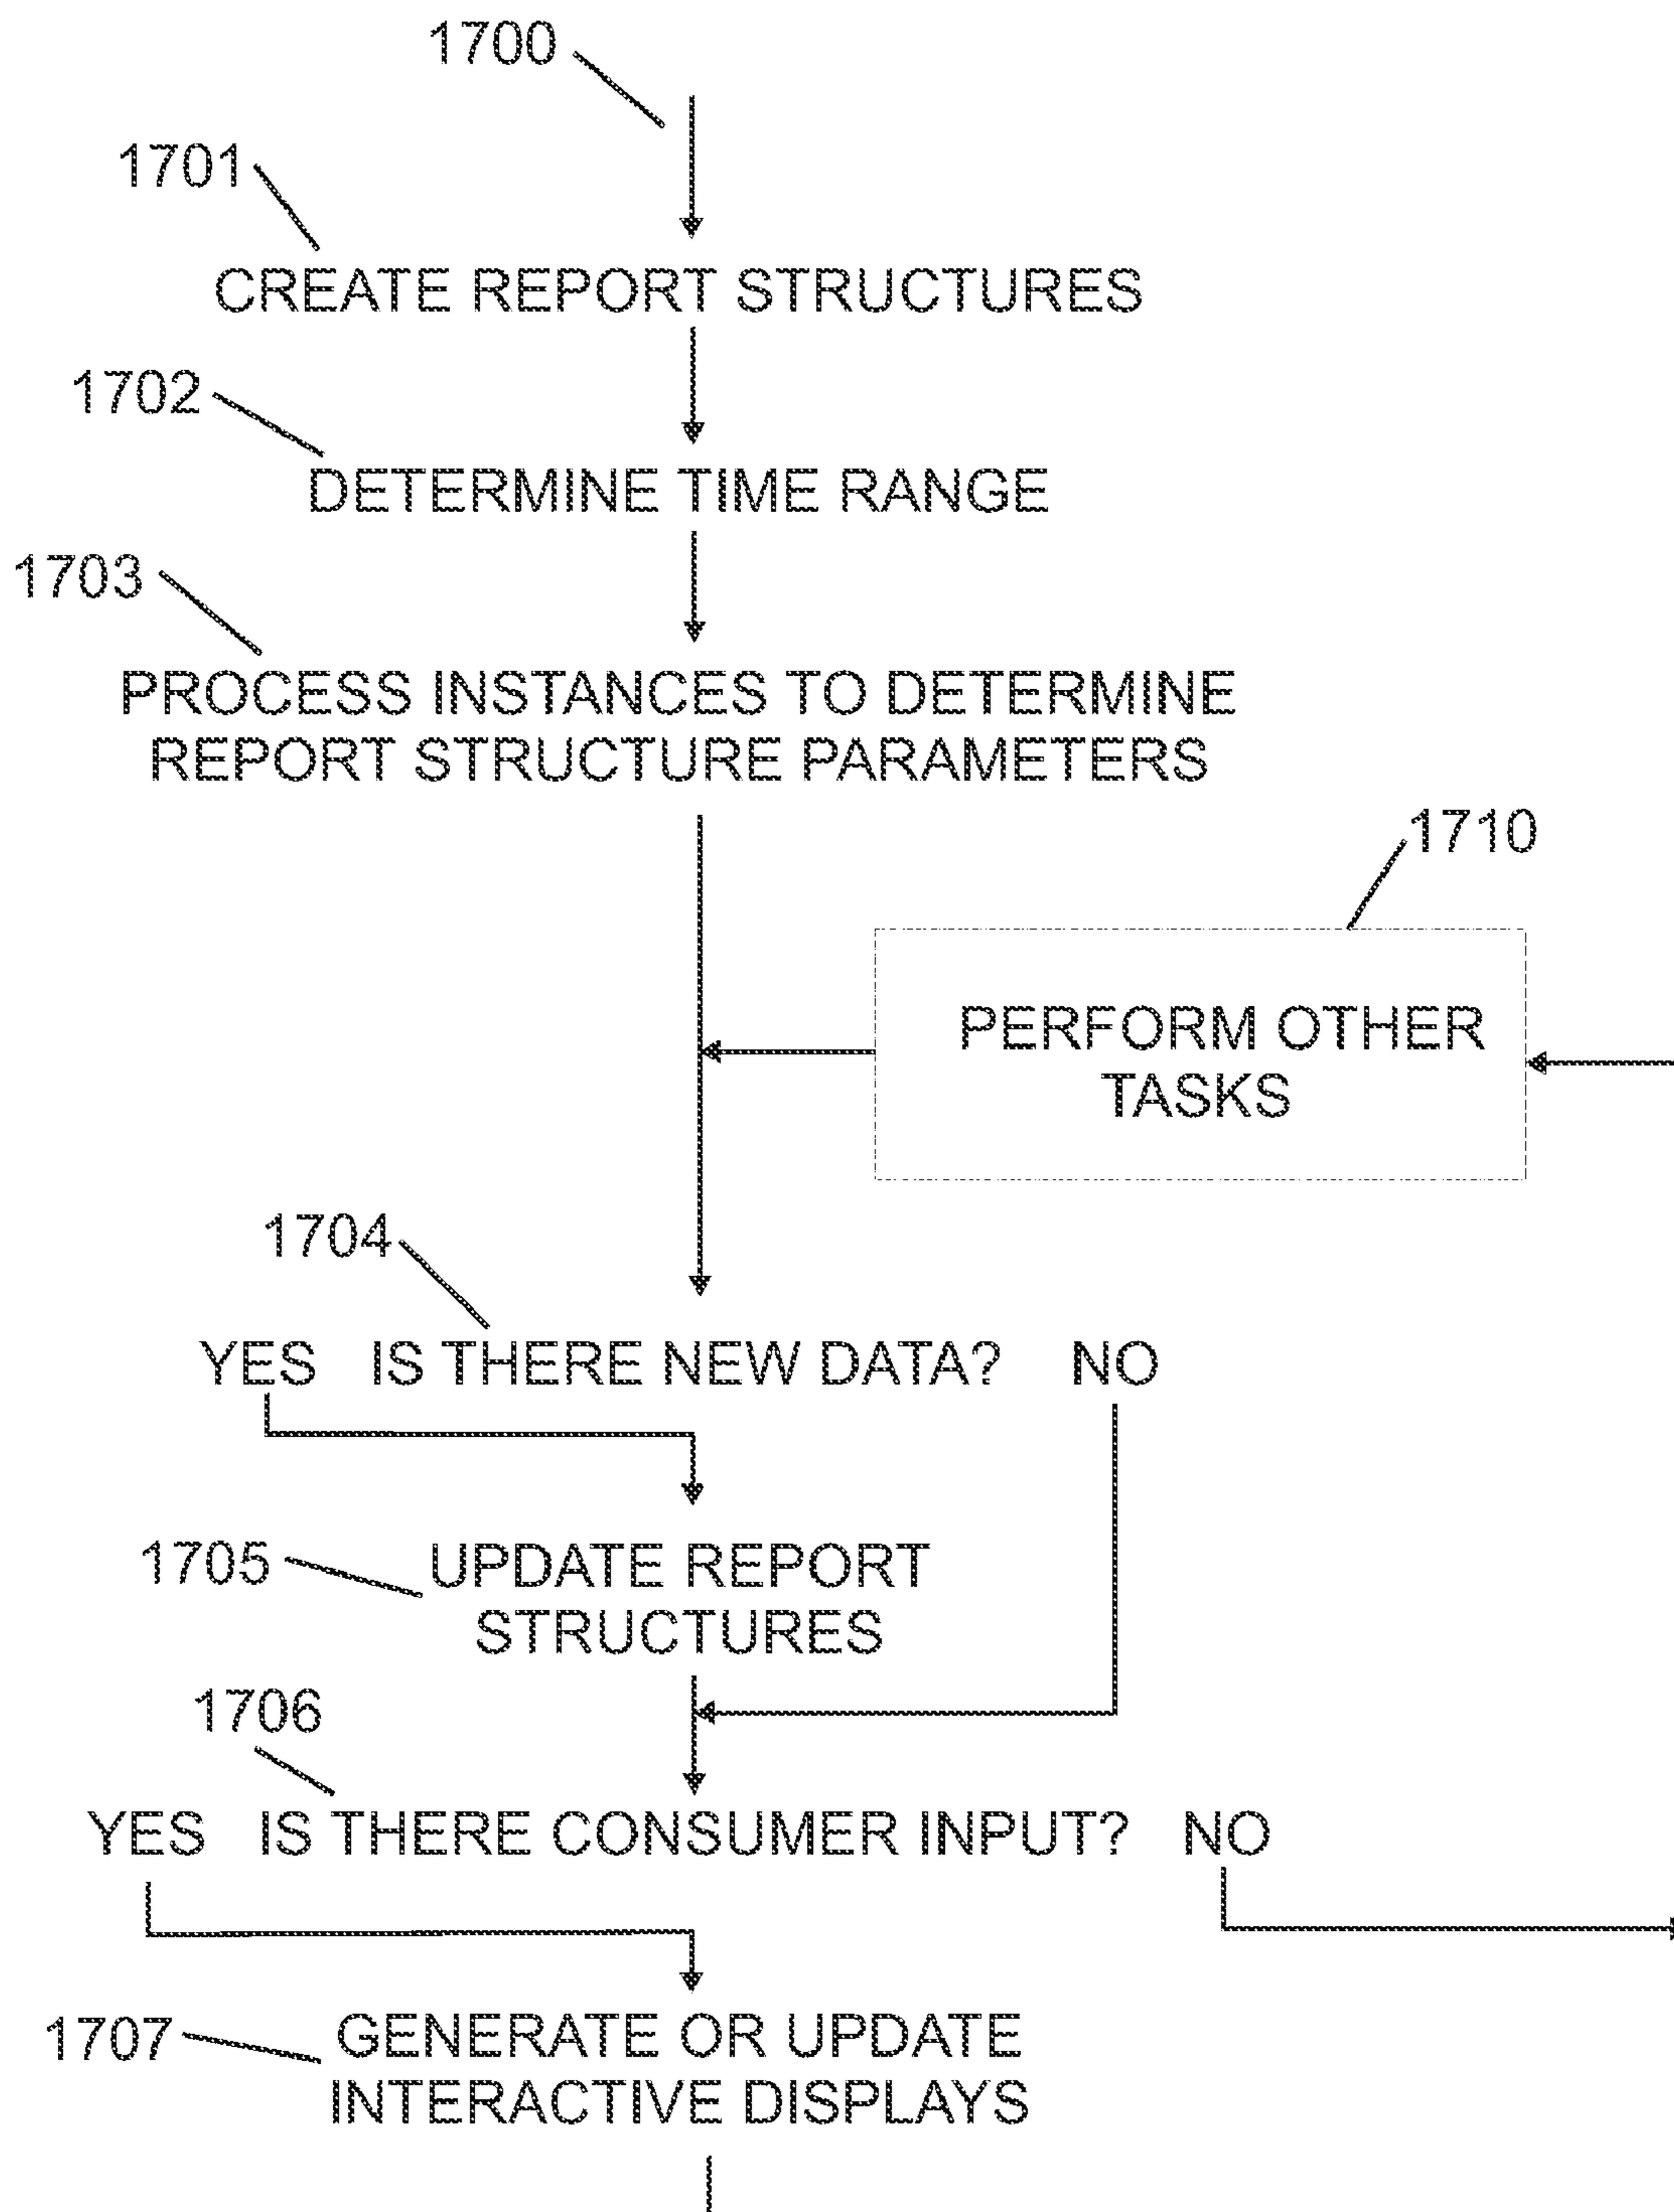 1700
1701
CREATE REPORT STRUCTURES
1702
DETERMINE TIME RANGE
1703
PROCESS INSTANCES TO DETERMINE
REPORT STRUCTURE PARAMETERS
1710
PERFORM OTHER
TASKS
1704
YES IS THERE NEW DATA? NO
1705
UPDATE REPORT
STRUCTURES
1706
YES IS THERE CONSUMER INPUT? NO
1707
GENERATE OR UPDATE
INTERACTIVE DISPLAYS